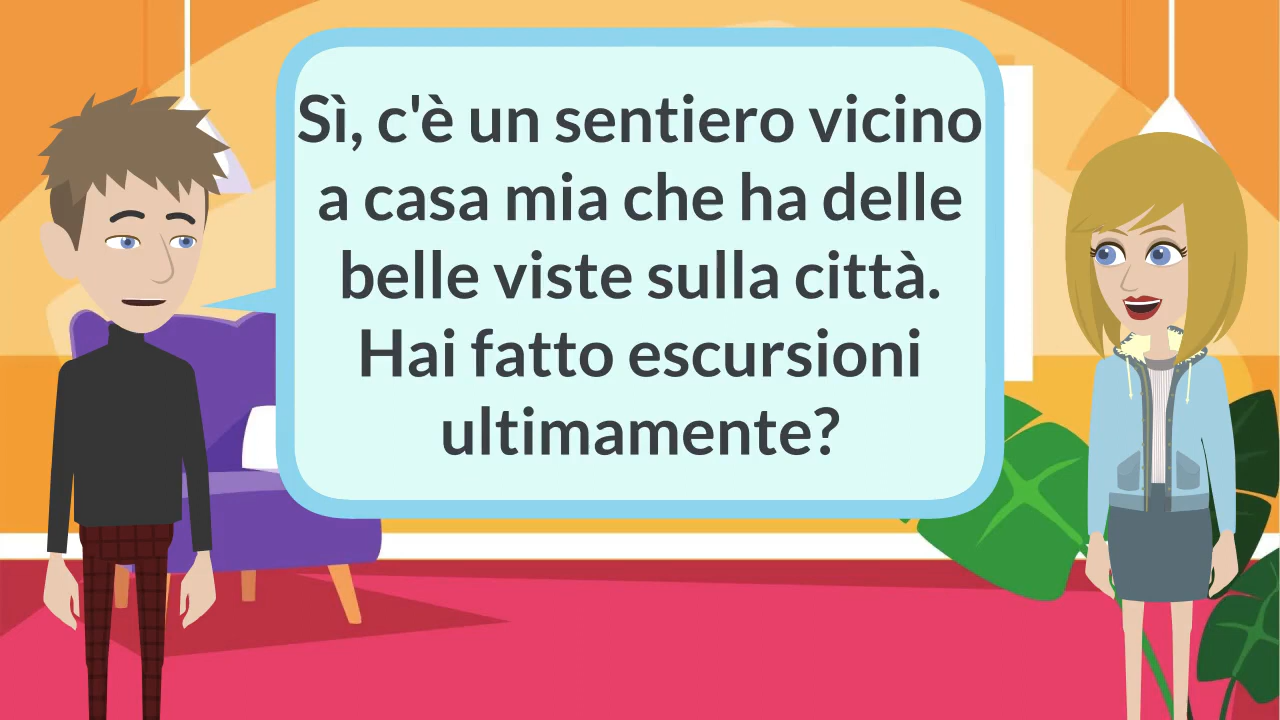 Sì, c'è un sentiero vicino
a casa mia che ha delle
belle viste sulla città.
Hai fatto escursioni
ultimamente?